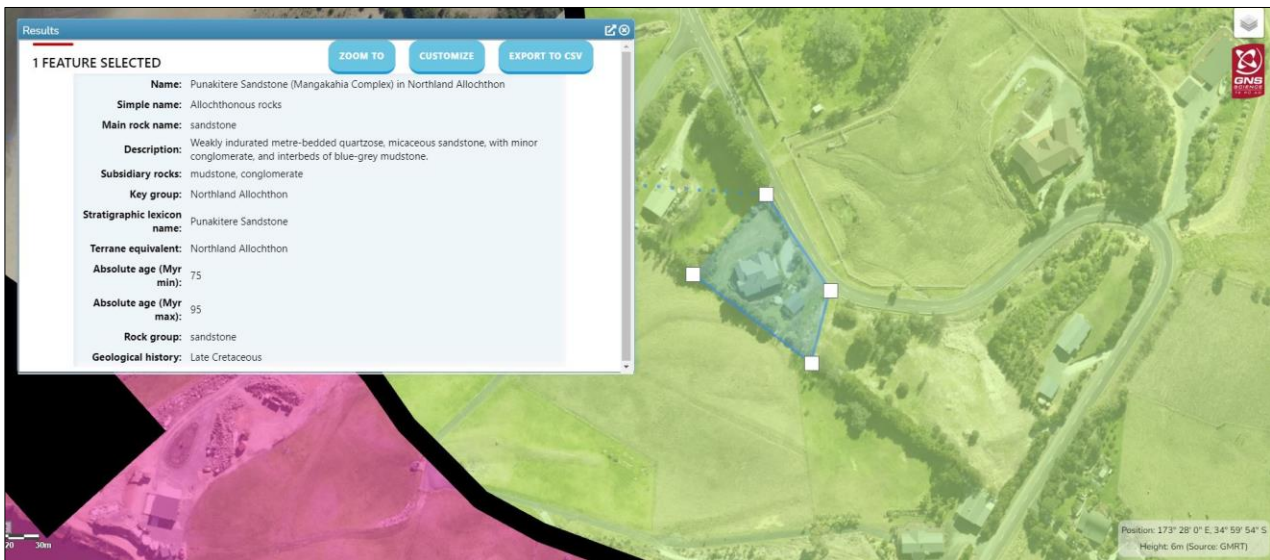 Results
1 FEATURE SELECTED
ZOOM TO
CUSTOMIZE
EXPORT TO CSV
Name: Punakitere Sandstone (Mangakahia Complex) in Northland Allochthon
Simple name: Allochthonous rocks
Main rock name: sandstone
Description: Weakly indurated metre-bedded quartzose, micaceous sandstone, with minor
conglomerate, and interbeds of blue-grey mudstone.
Subsidiary rocks: mudstone, conglomerate
Key group: Northland Allochthon
Stratigraphic lexicon
name: Punakitere Sandstone
Terrane equivalent: Northland Allochthon
Absolute age (Myr
min): 75
Absolute age (Myr
max): 95
Rock group: sandstone
Geological history: Late Cretaceous
GNS
SCIENCE
TE PŪ AO
30m
Position: 173° 28' 0" E, 34° 59' 54" S
Height: 6m (Source: GMRT)